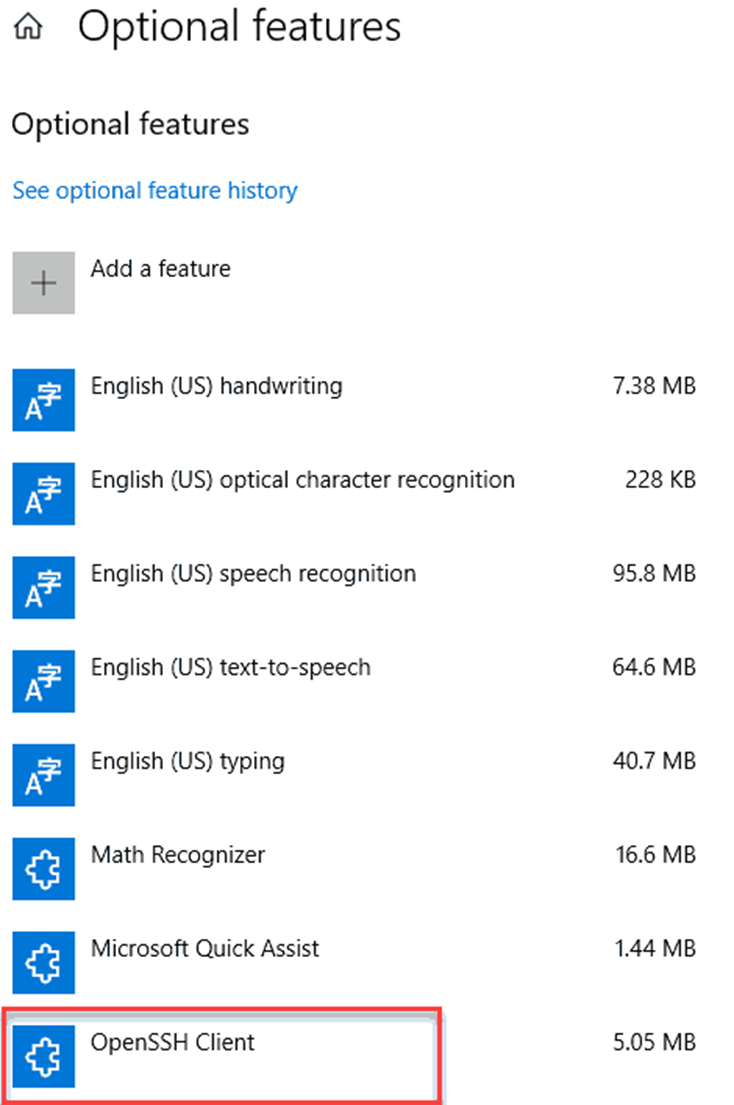 Optional features
Optional features
See optional feature history
Add a feature
English (US) handwriting 7.38 MB
English (US) optical character recognition 228 KB
English (US) speech recognition 95.8 MB
English (US) text-to-speech 64.6 MB
English (US) typing 40.7 MB
Math Recognizer 16.6 MB
Microsoft Quick Assist 1.44 MB
OpenSSH Client 5.05 MB